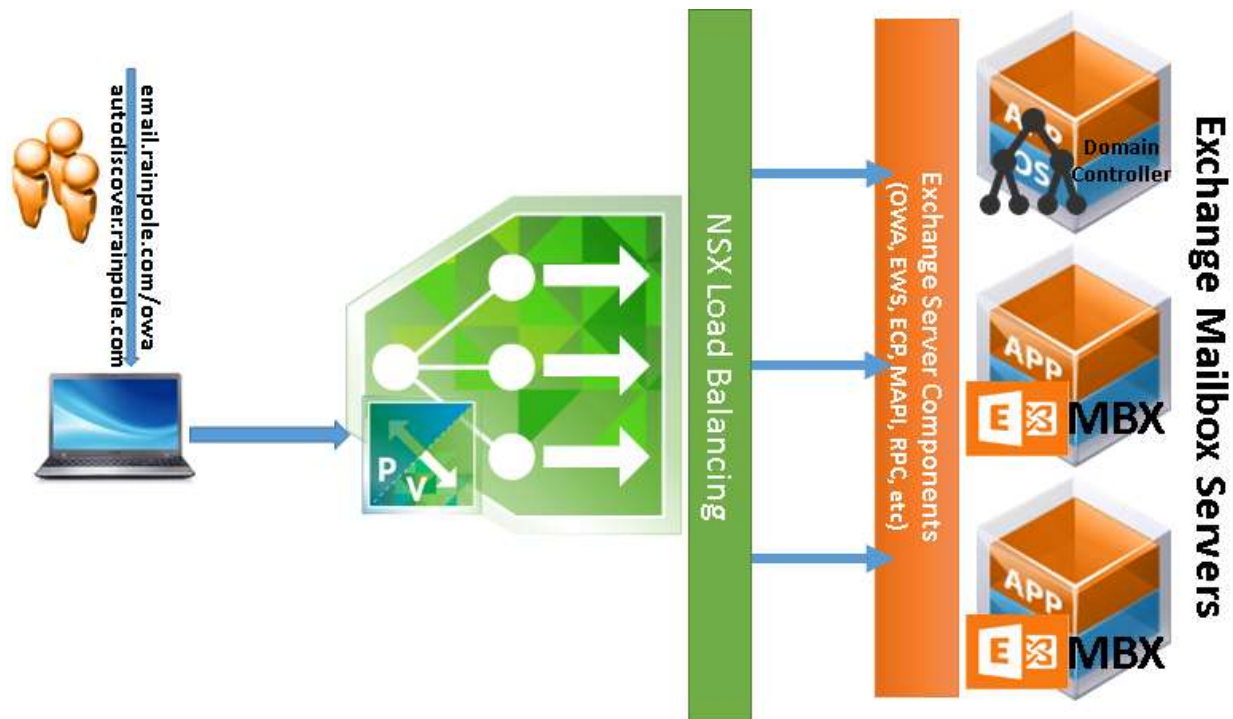 email.rainpole.com/owa
autodiscover.rainpole.com
P
V
NSX Load Balancing
Exchange Server Components
(OWA, EWS, ECP, MAPI, RPC, etc)
APP
OS
Domain
Controller
APP
E
MBX
APP
E
MBX
Exchange Mailbox Servers